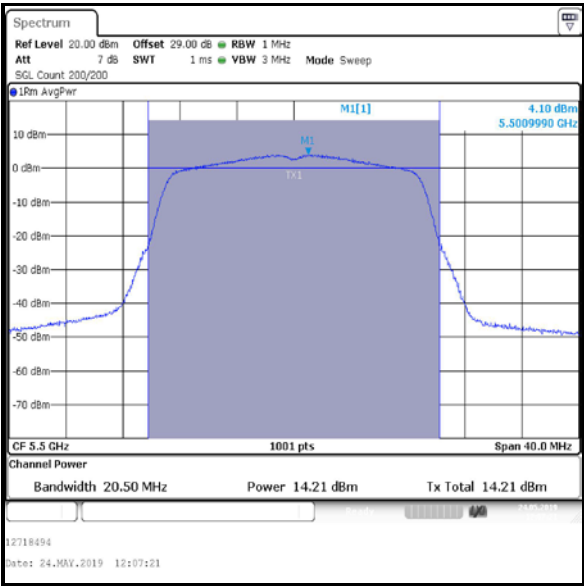 Spectrum
Ref Level 20.00 dBm Offset 29.00 dB RBW 1 MHz
Att 7 dB SWT 1 ms VBW 3 MHz Mode Sweep
SGL Count 200/200
1Rm AvgPwr
M1[1] 4.10 dBm
5.5009990 GHz
10 dBm
M1
0 dBm
TX1
-10 dBm
-20 dBm
-30 dBm
-40 dBm
-50 dBm
-60 dBm
-70 dBm
CF 5.5 GHz 1001 pts Span 40.0 MHz
Channel Power
Bandwidth 20.50 MHz Power 14.21 dBm Tx Total 14.21 dBm
24.05.2019
12718494
Date: 24.MAY.2019 12:07:21